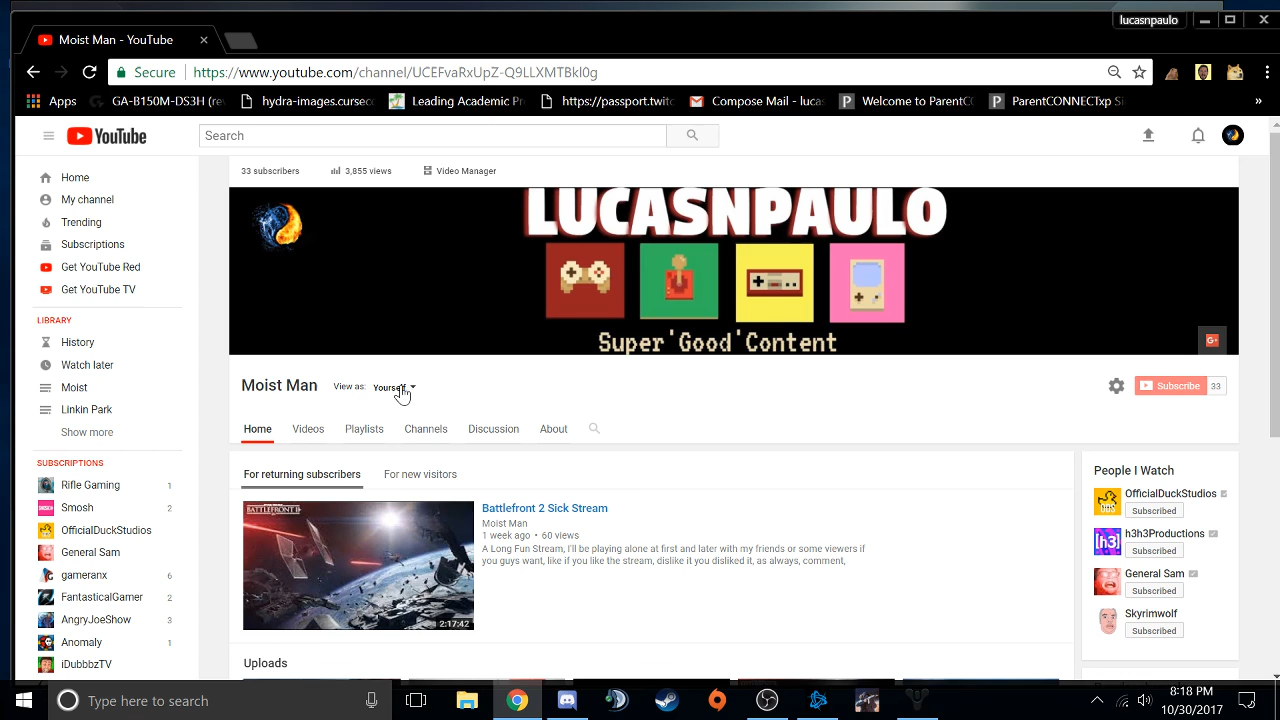 lucasnpaulo
Moist Man - YouTube
Secure
https://www.youtube.com/channel/UCEFvaRxUpZ-Q9LLXMTBkl0g
Apps
GA-B150M-DS3H (re
hydra-images.cursec
Leading Academic Pr
https://passport.twitc
Compose Mail - lucas
Welcome to ParentCO
ParentCONNECTxp Si
»
YouTube
Search
33 subscribers
3,855 views
Video Manager
LUCASNPAULO
Super'Good'Content
Home
My channel
Trending
Subscriptions
Get YouTube Red
Get YouTube TV
LIBRARY
History
Watch later
Moist
Linkin Park
Show more
SUBSCRIPTIONS
Rifle Gaming 1
Smosh 2
OfficialDuckStudios
General Sam
gameranx 6
FantasticalGamer 2
AngryJoeShow 3
Anomaly 1
iDubbbzTV
Moist Man
View as: Yourself
Subscribe 33
Home
Videos
Playlists
Channels
Discussion
About
For returning subscribers
For new visitors
BATTLEFRONT II
2:17:42
Battlefront 2 Sick Stream
Moist Man
1 week ago • 60 views
A Long Fun Stream, I'll be playing alone at first and later with my friends or some viewers if
you guys want, like if you like the stream, dislike it you disliked it, as always, comment,
Uploads
People I Watch
OfficialDuckStudios
Subscribed
[h3]
h3h3Productions
Subscribed
General Sam
Subscribed
Skyrimwolf
Subscribed
Type here to search
8:18 PM
10/30/2017